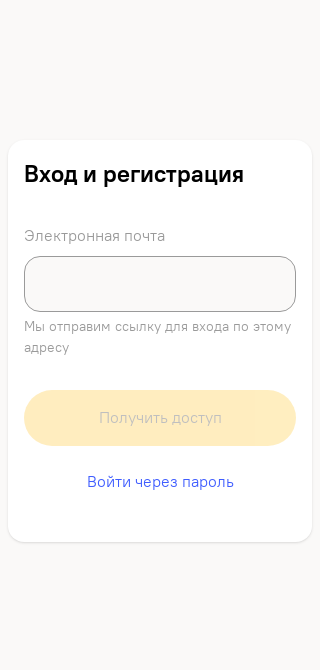 Вход и регистрация
Электронная почта
Мы отправим ссылку для входа по этому
адресу
Получить доступ
Войти через пароль